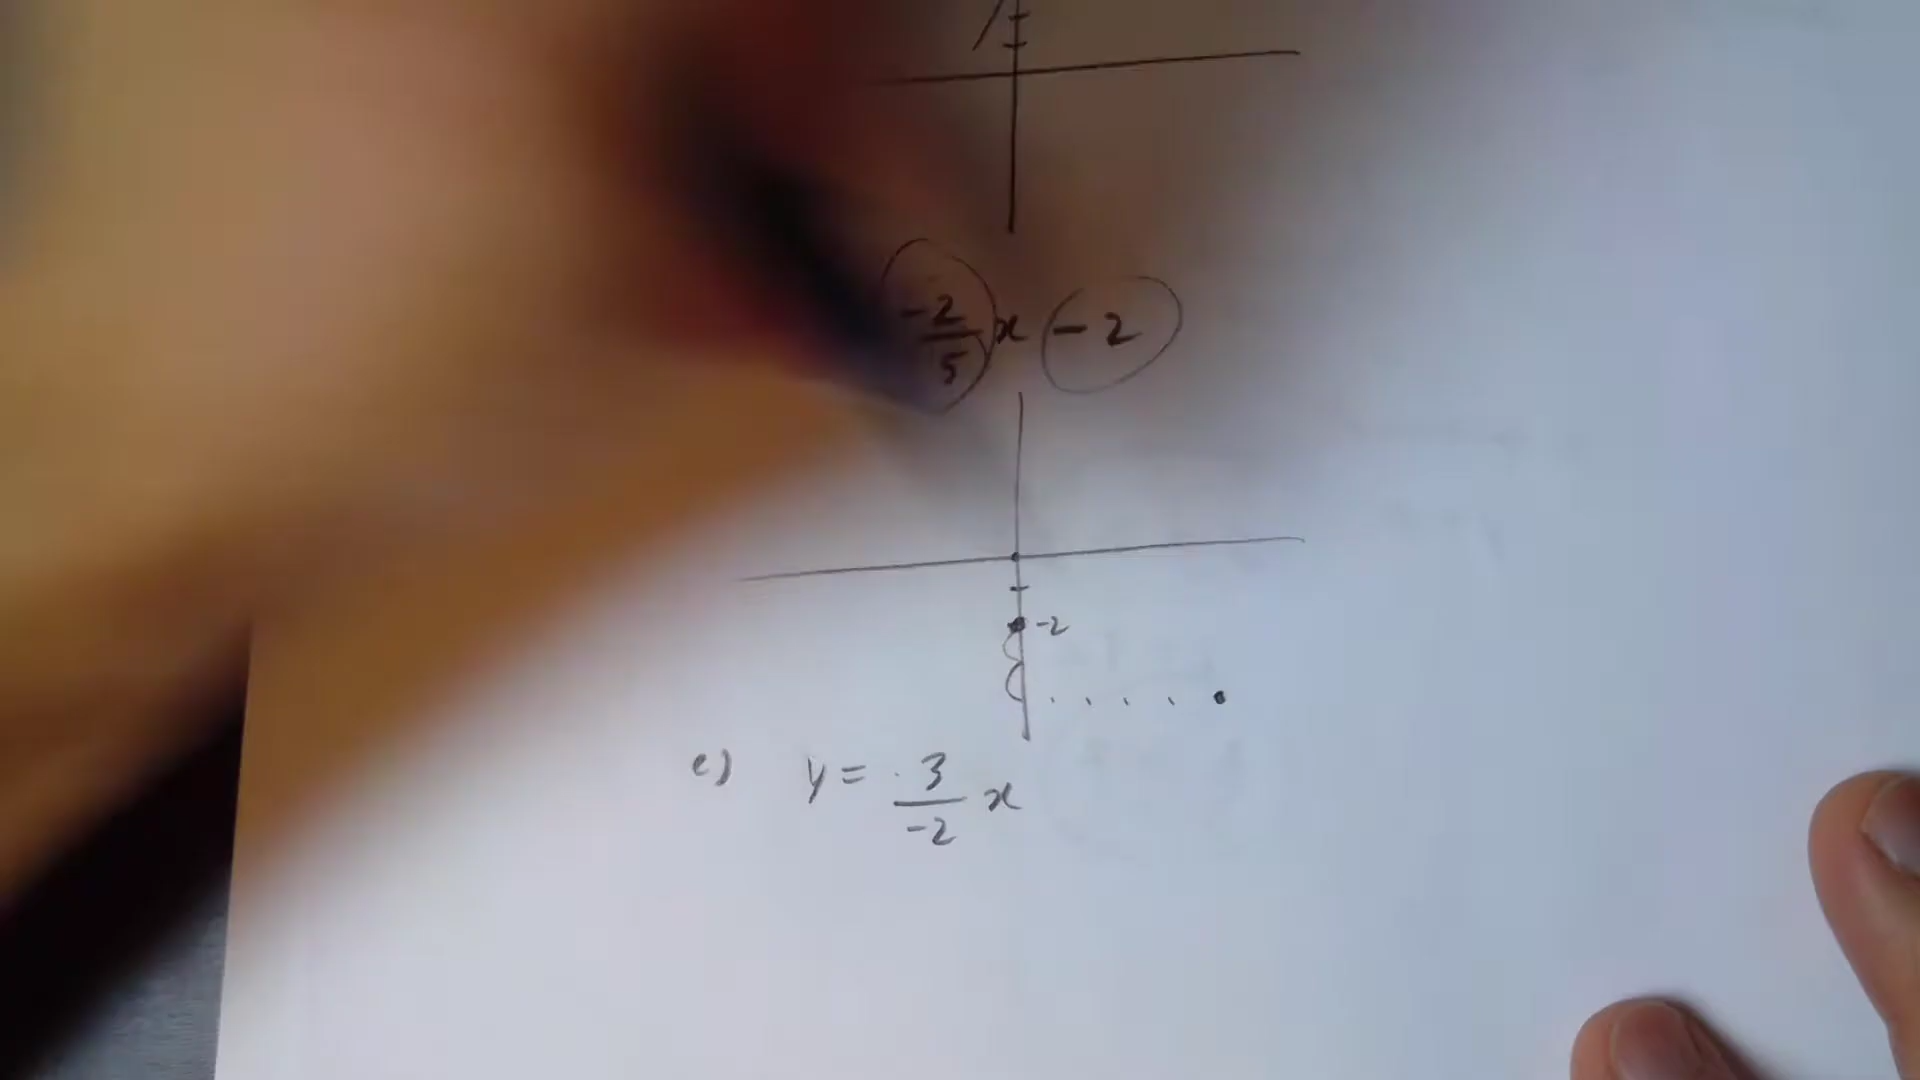 -2/5 x - 2
-2
e) y = 3/-2 x